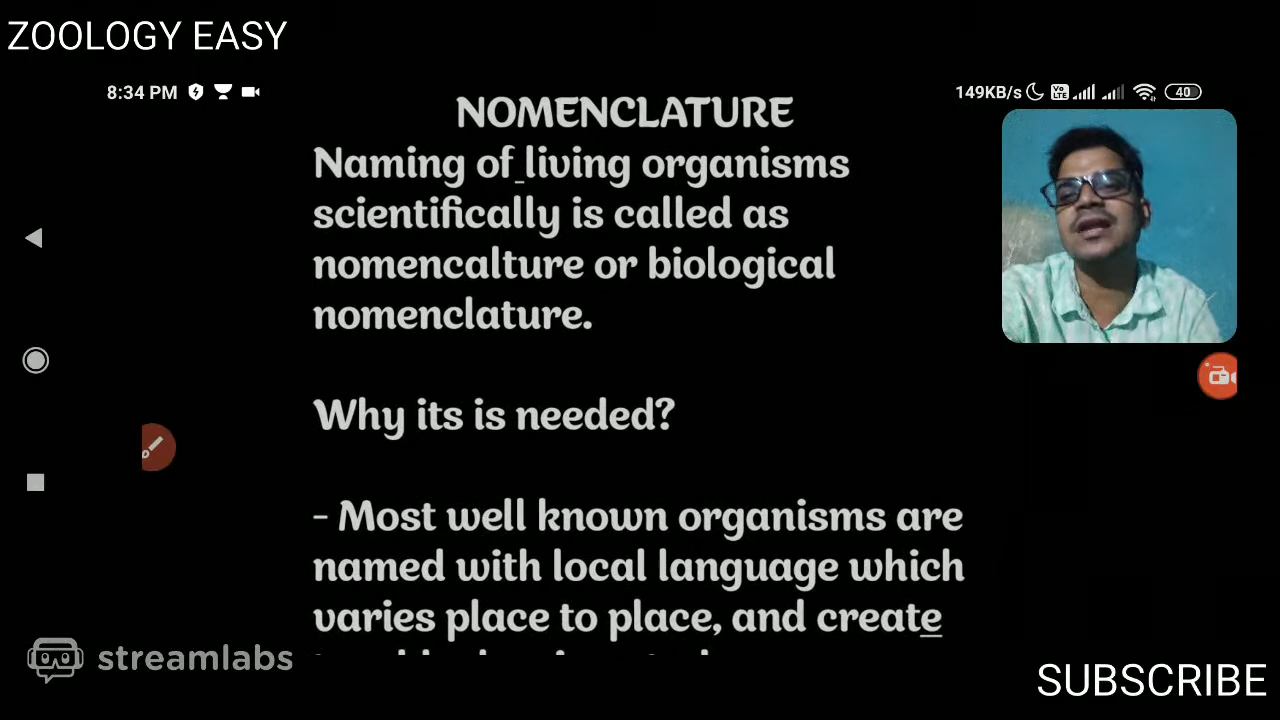 ZOOLOGY EASY
8:34 PM
149KB/s
Vo LTE
40
NOMENCLATURE
Naming of living organisms
scientifically is called as
nomencalture or biological
nomenclature.
Why its is needed?
- Most well known organisms are
named with local language which
varies place to place, and create
streamlabs
SUBSCRIBE